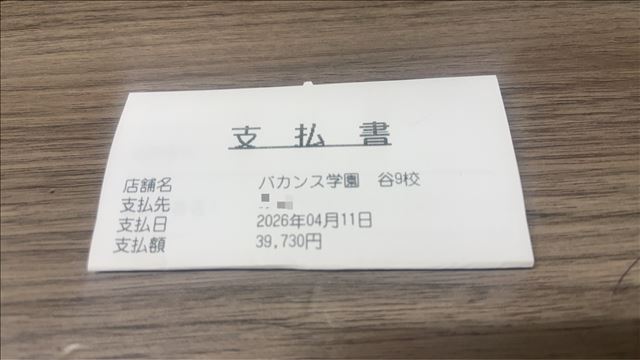 支払書
店舗名 バカンス学園 谷9校
支払先
支払日 2026年04月11日
支払額 39,730円